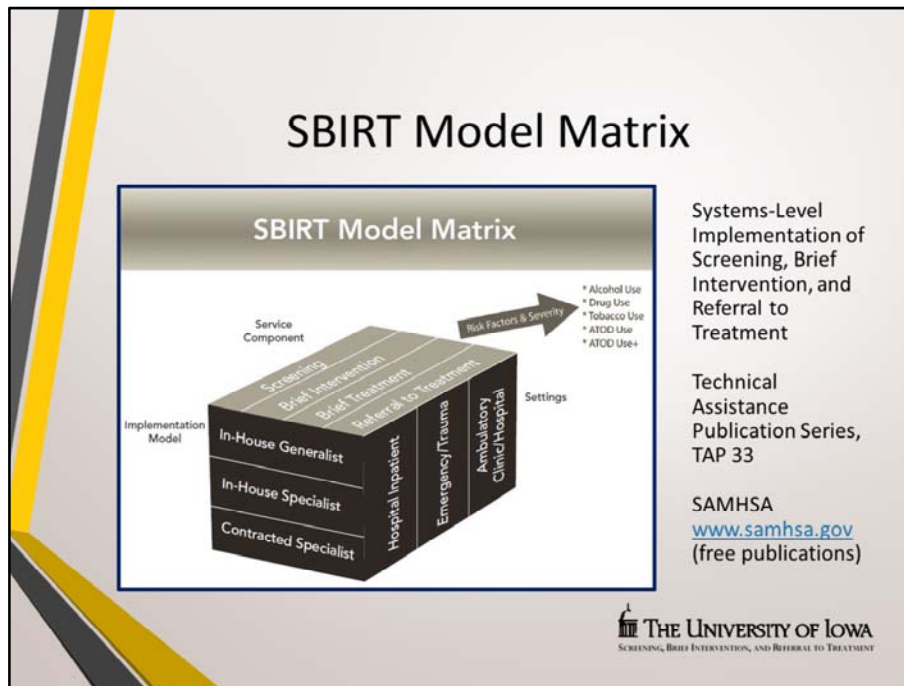 SBIRT Model Matrix
SBIRT Model Matrix
Service
Component
Risk Factors & Severity
* Alcohol Use
* Drug Use
* Tobacco Use
* ATOD Use
* ATOD Use+
Screening
Brief Intervention
Brief Treatment
Referral to Treatment
Settings
Implementation
Model
In-House Generalist
In-House Specialist
Contracted Specialist
Hospital Inpatient
Emergency/Trauma
Ambulatory
Clinic/Hospital
Systems-Level
Implementation of
Screening, Brief
Intervention, and
Referral to
Treatment
Technical
Assistance
Publication Series,
TAP 33
SAMHSA
www.samhsa.gov
(free publications)
THE UNIVERSITY OF IOWA
SCREENING, BRIEF INTERVENTION, AND REFERRAL TO TREATMENT